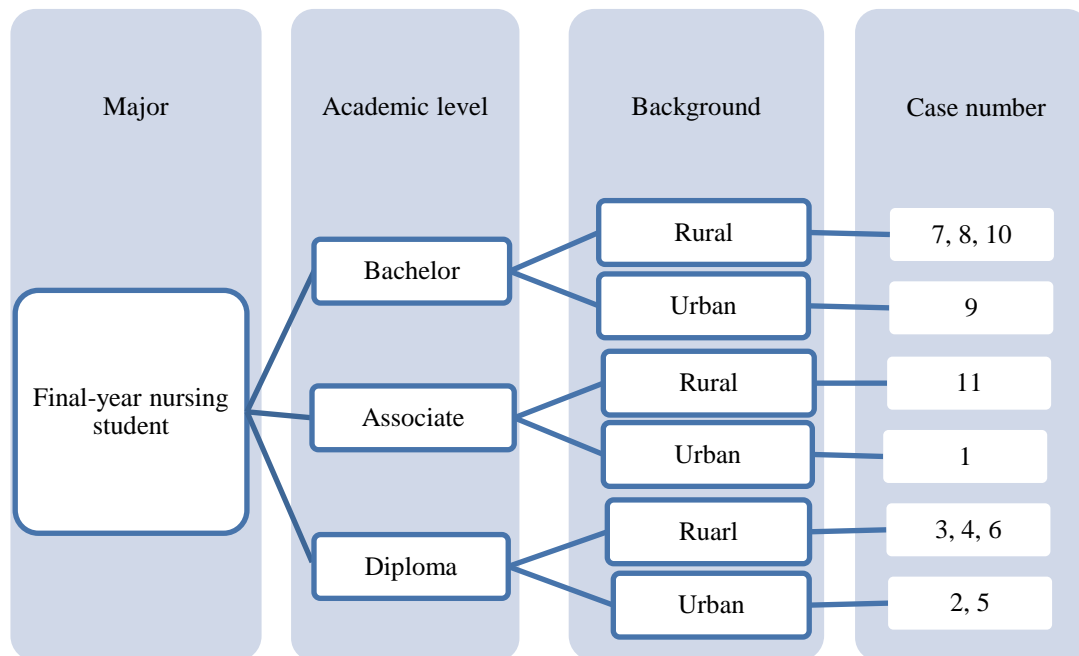 Major
Academic level
Background
Case number
Final-year nursing
student
Bachelor
Rural
7, 8, 10
Urban
9
Associate
Rural
11
Urban
1
Diploma
Ruarl
3, 4, 6
Urban
2, 5